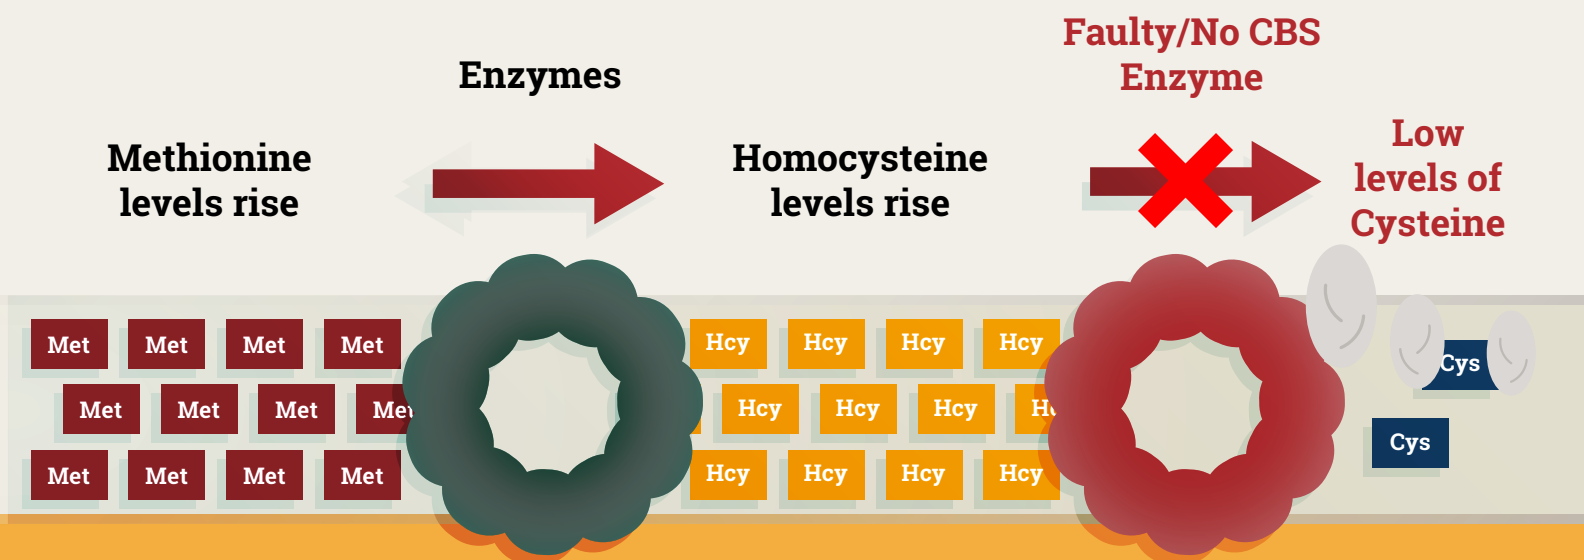 Faulty/No CBS
Enzyme
Enzymes
Methionine
levels rise
Homocysteine
levels rise
Low
levels of
Cysteine
Met Met Met Met
Met Met Met Met
Met Met Met Met
Hcy Hcy Hcy Hcy
Hcy Hcy Hcy
Hcy Hcy Hcy Hcy
Cys
Cys